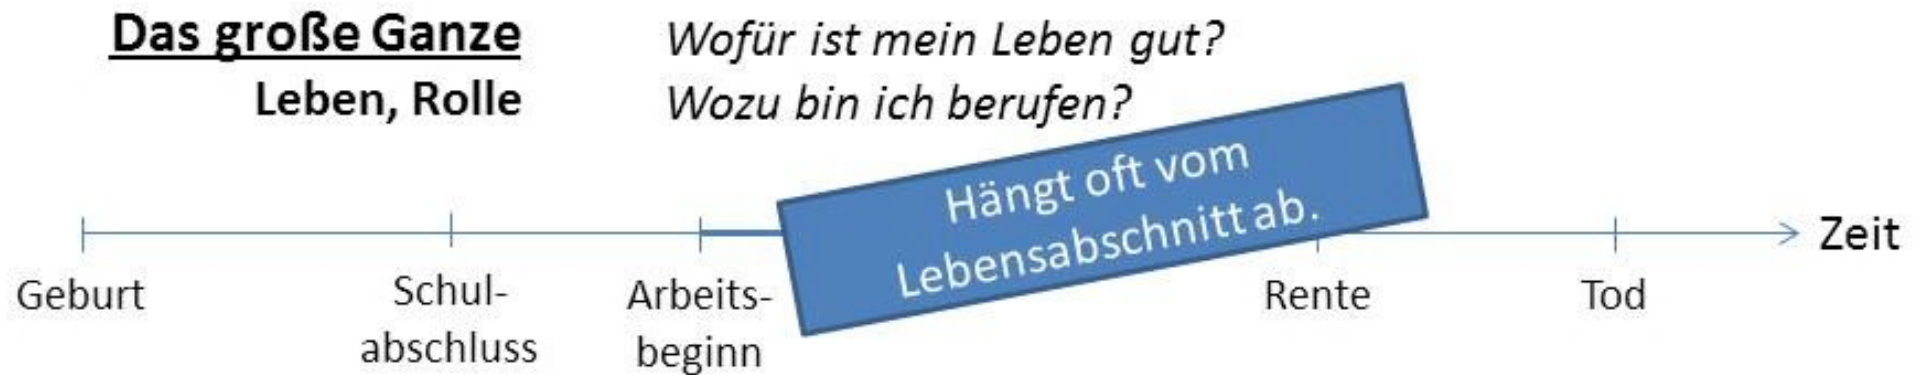 Das große Ganze
Leben, Rolle
Wofür ist mein Leben gut?
Wozu bin ich berufen?
Hängt oft vom
Lebensabschnitt ab.
Zeit
Geburt
Schul-
abschluss
Arbeits-
beginn
Rente
Tod